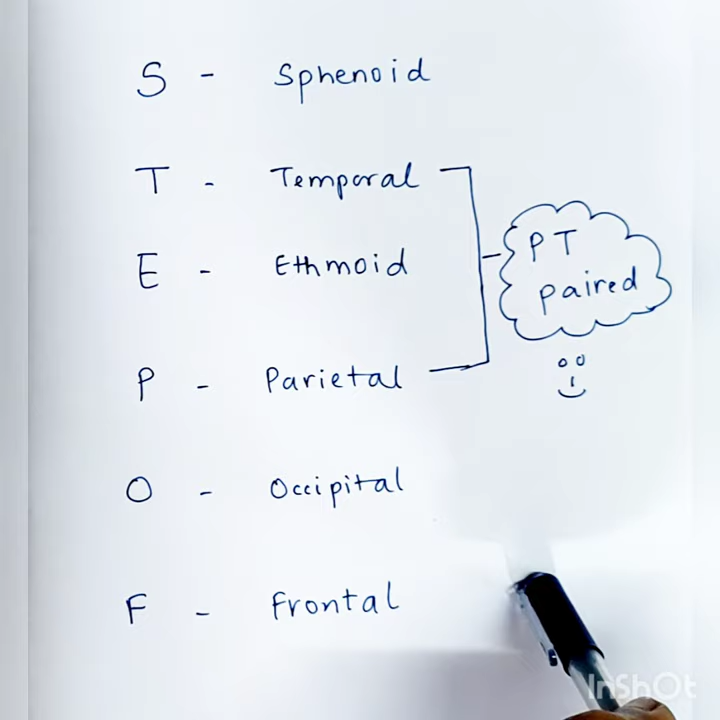 S - Sphenoid
T - Temporal
E - Ethmoid
P - Parietal
O - Occipital
F - Frontal
PT
paired
InShOt